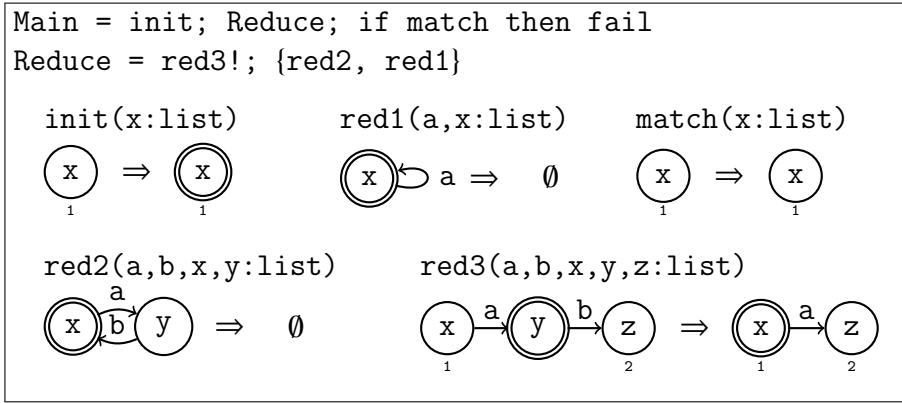 Main = init; Reduce; if match then fail
Reduce = red3!; {red2, red1}
init(x:list) red1(a,x:list) match(x:list)
x ⇒ x x a ⇒ ∅ x ⇒ x
1 1 1 1
red2(a,b,x,y:list) red3(a,b,x,y,z:list)
a
x b y ⇒ ∅ x a y b z ⇒ x a z
1 2 1 2